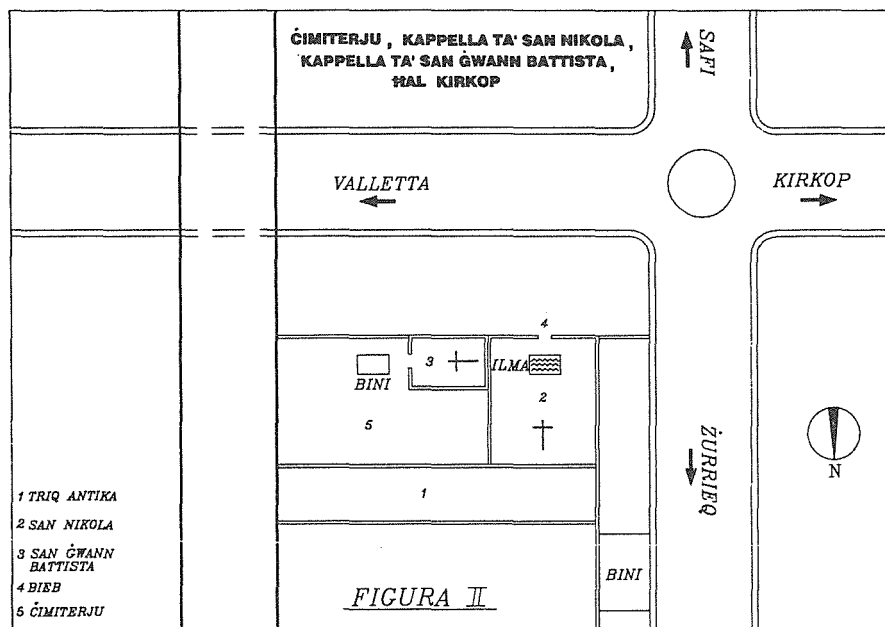 ĊIMITERJU, KAPPELLA TA' SAN NIKOLA,
KAPPELLA TA' SAN ĠWANN BATTISTA,
ĦAL KIRKOP
SAFI
VALLETTA
KIRKOP
4
3
ILMA
BINI
2
5
ŻURRIEQ
N
1
BINI
1 TRIQ ANTIKA
2 SAN NIKOLA
3 SAN ĠWANN
BATTISTA
4 BIEB
5 ĊIMITERJU
FIGURA II